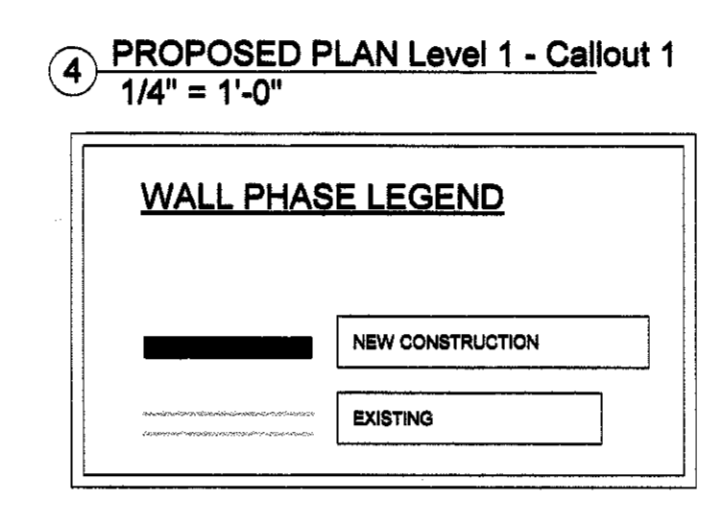 4
PROPOSED PLAN Level 1 - Callout 1
1/4" = 1'-0"
WALL PHASE LEGEND
NEW CONSTRUCTION
EXISTING